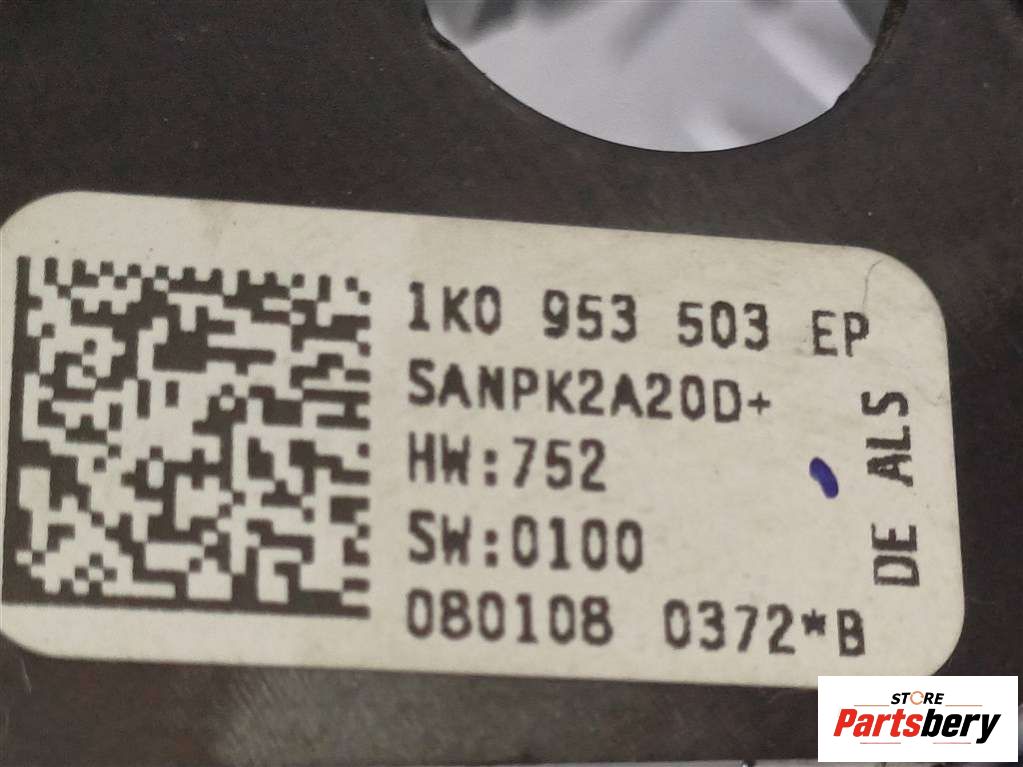 1K0 953 503 EP
SANPK2A20D+
HW:752
SW:0100
080108 0372*B
DE ALS
STORE
Partsbery